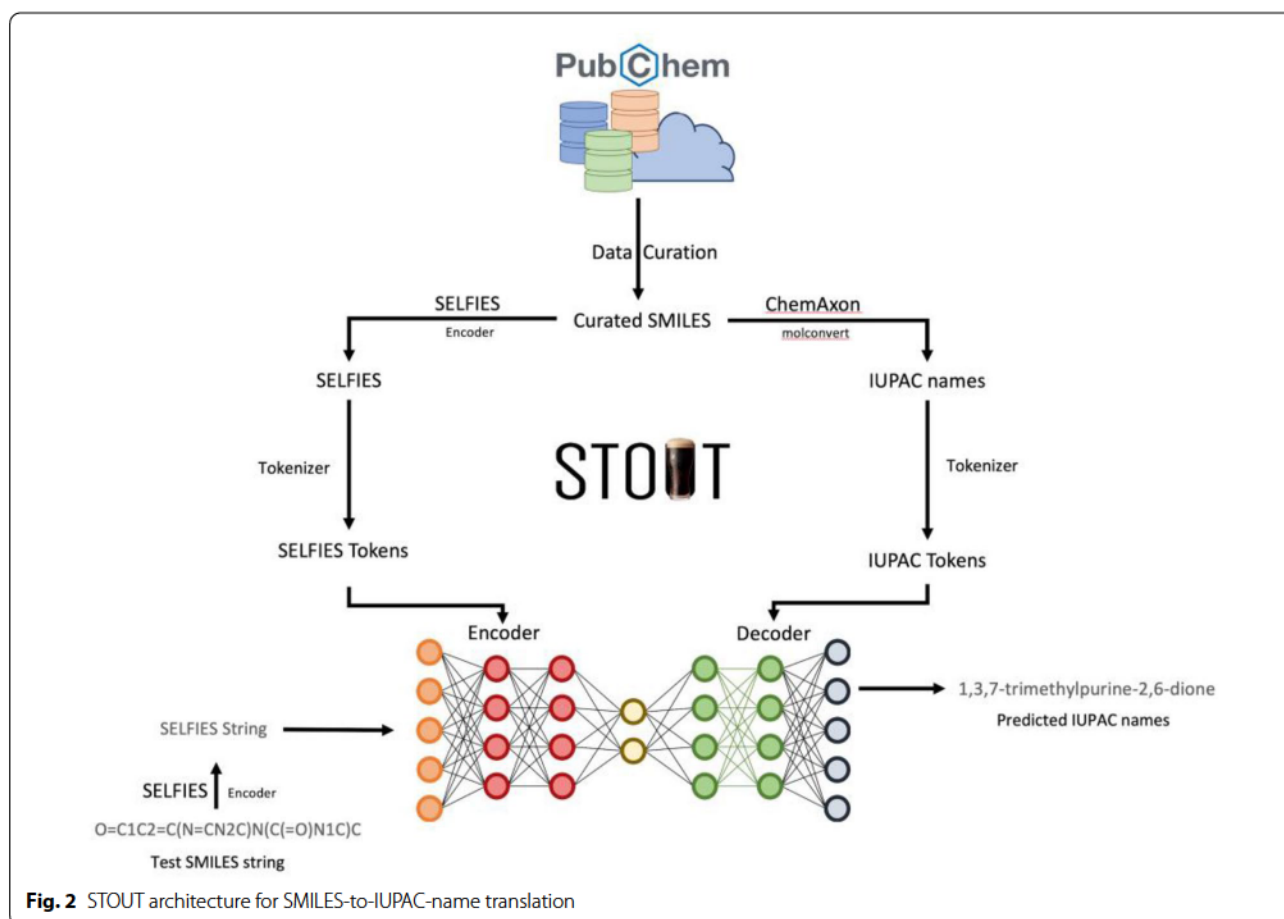 PubChem
Data Curation
SELFIES
Encoder
Curated SMILES
ChemAxon
molconvert
SELFIES
IUPAC names
Tokenizer
Tokenizer
STOUT
SELFIES Tokens
IUPAC Tokens
Encoder
Decoder
SELFIES String
1,3,7-trimethylpurine-2,6-dione
Predicted IUPAC names
SELFIES
Encoder
O=C1C2=C(N=CN2C)N(C(=O)N1C)C
Test SMILES string
Fig. 2 STOUT architecture for SMILES-to-IUPAC-name translation